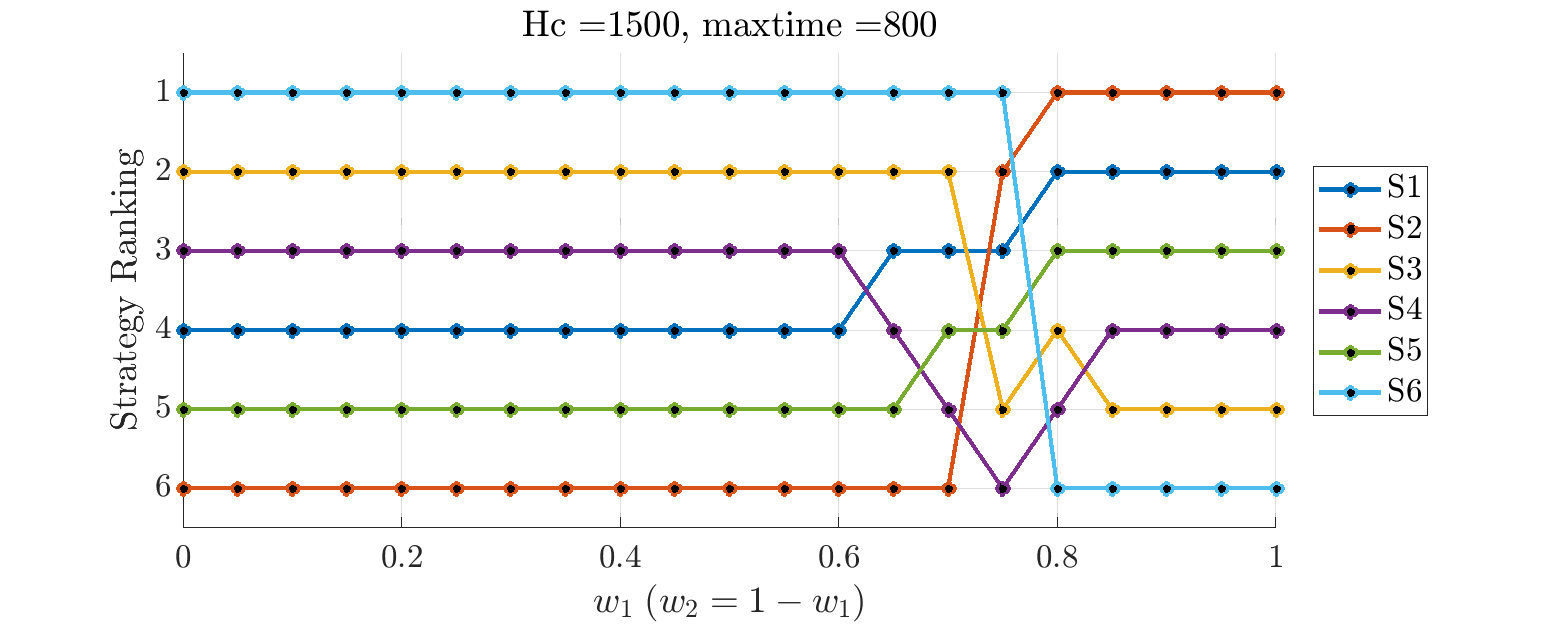 Hc =1500, maxtime =800
Strategy Ranking
1
2
3
4
5
6
0 0.2 0.4 0.6 0.8 1
w₁ (w₂ = 1 − w₁)
S1
S2
S3
S4
S5
S6